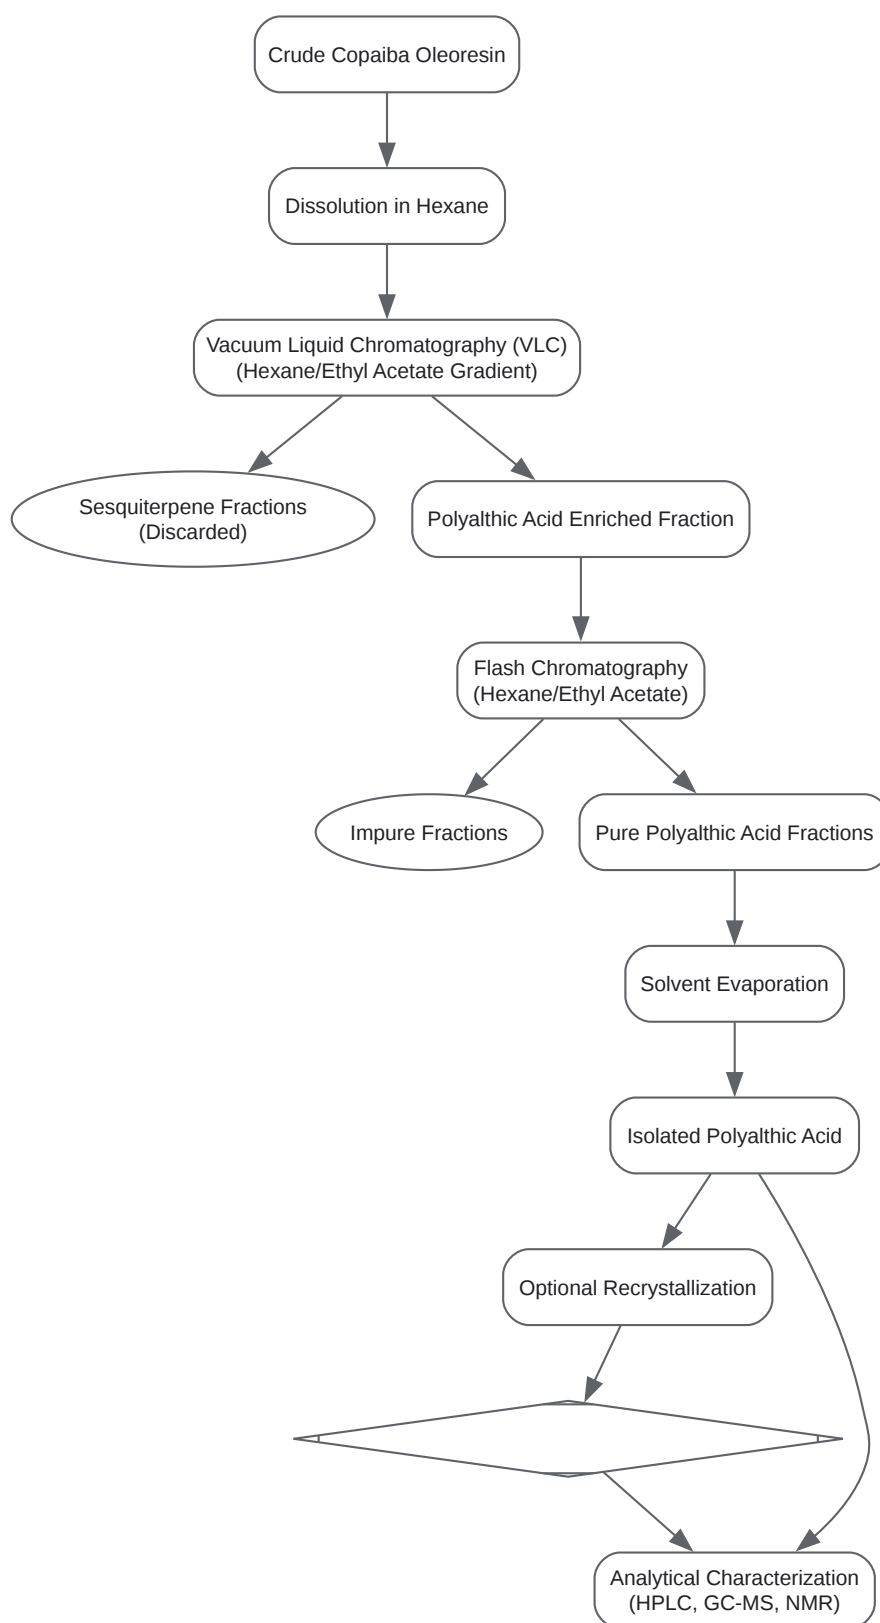 Crude Copaiba Oleoresin
Dissolution in Hexane
Vacuum Liquid Chromatography (VLC)
(Hexane/Ethyl Acetate Gradient)
Sesquiterpene Fractions
(Discarded)
Polyalthic Acid Enriched Fraction
Flash Chromatography
(Hexane/Ethyl Acetate)
Impure Fractions
Pure Polyalthic Acid Fractions
Solvent Evaporation
Isolated Polyalthic Acid
Optional Recrystallization
Analytical Characterization
(HPLC, GC-MS, NMR)